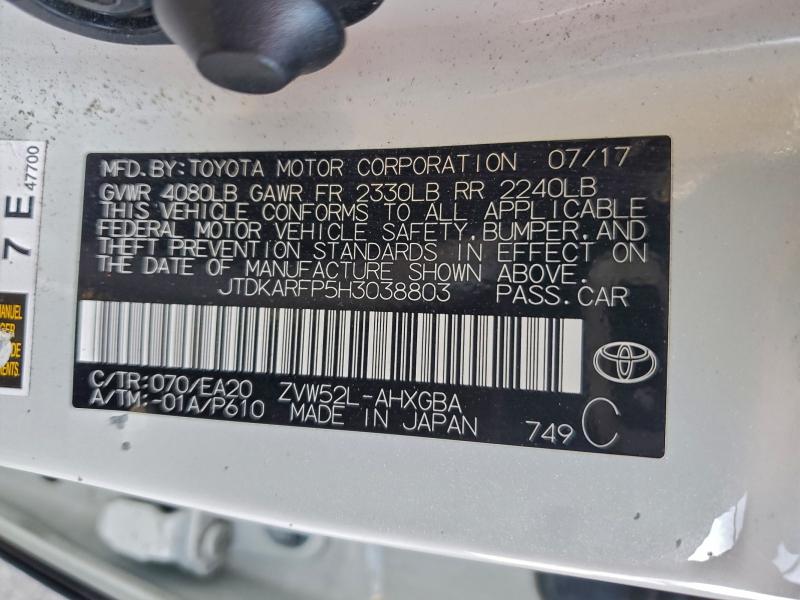 MFD. BY: TOYOTA MOTOR CORPORATION 07/17
GVWR 4080LB GAWR FR 2330LB RR 2240LB
THIS VEHICLE CONFORMS TO ALL APPLICABLE
FEDERAL MOTOR VEHICLE SAFETY, BUMPER, AND
THEFT PREVENTION STANDARDS IN EFFECT ON
THE DATE OF MANUFACTURE SHOWN ABOVE.
JTDKARFP5H3038803 PASS. CAR
C/TR: 070/EA20 ZVW52L-AHXGBA
A/TM: -01A/P610 MADE IN JAPAN 749 C
7 E
47700